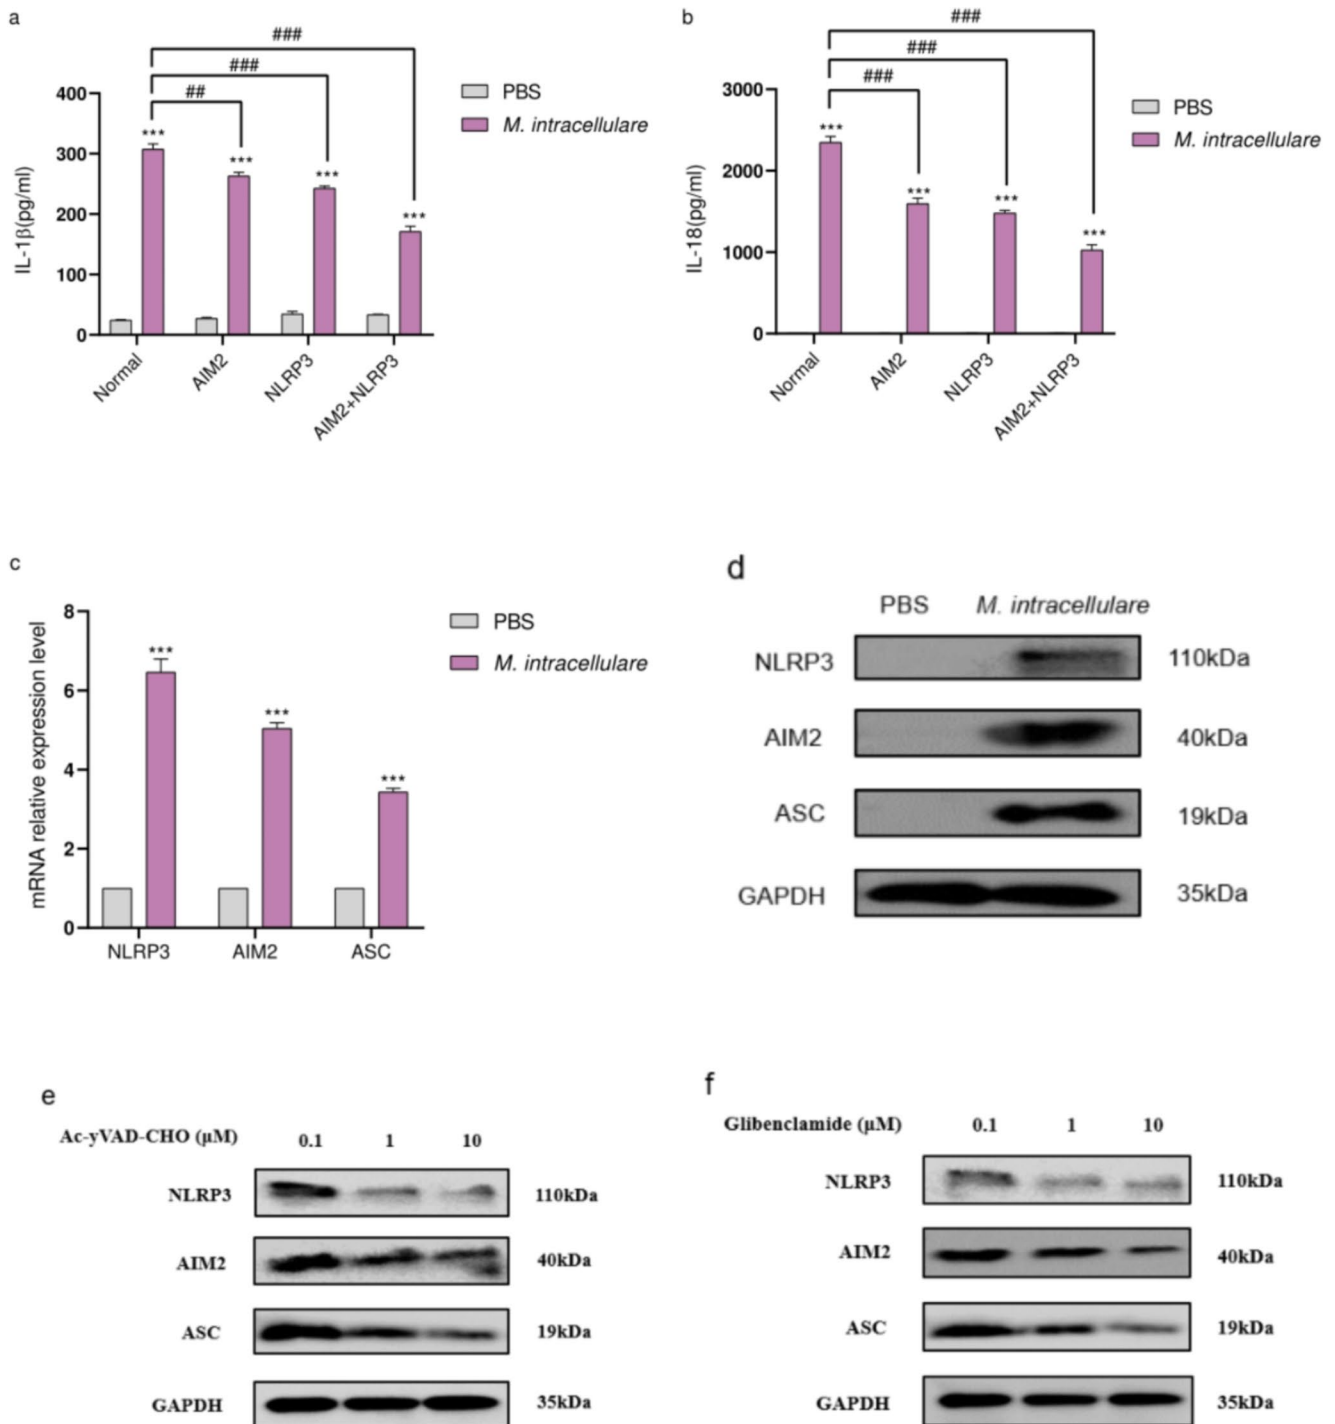 a
###
###
##
400
300
200
100
0
IL-1β(pg/ml)
***
***
***
***
Normal
AIM2
NLRP3
AIM2+NLRP3
PBS
M. intracellulare
b
###
###
###
3000
2000
1000
0
IL-18(pg/ml)
***
***
***
***
Normal
AIM2
NLRP3
AIM2+NLRP3
PBS
M. intracellulare
c
8
6
4
2
0
mRNA relative expression level
***
***
***
NLRP3
AIM2
ASC
PBS
M. intracellulare
d
PBS M. intracellulare
NLRP3 110kDa
AIM2 40kDa
ASC 19kDa
GAPDH 35kDa
e
Ac-yVAD-CHO (μM) 0.1 1 10
NLRP3 110kDa
AIM2 40kDa
ASC 19kDa
GAPDH 35kDa
f
Glibenclamide (μM) 0.1 1 10
NLRP3 110kDa
AIM2 40kDa
ASC 19kDa
GAPDH 35kDa